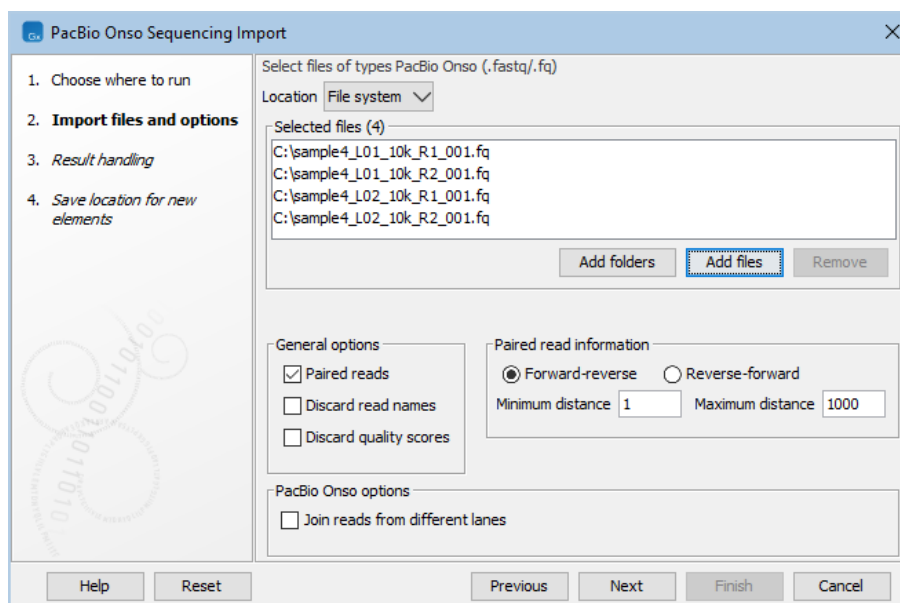 Gx PacBio Onso Sequencing Import
1. Choose where to run
2. Import files and options
3. Result handling
4. Save location for new
elements
Select files of types PacBio Onso (.fastq/.fq)
Location File system
Selected files (4)
C:\sample4_L01_10k_R1_001.fq
C:\sample4_L01_10k_R2_001.fq
C:\sample4_L02_10k_R1_001.fq
C:\sample4_L02_10k_R2_001.fq
Add folders Add files Remove
General options
Paired reads
Discard read names
Discard quality scores
Paired read information
Forward-reverse Reverse-forward
Minimum distance 1 Maximum distance 1000
PacBio Onso options
Join reads from different lanes
Help Reset Previous Next Finish Cancel